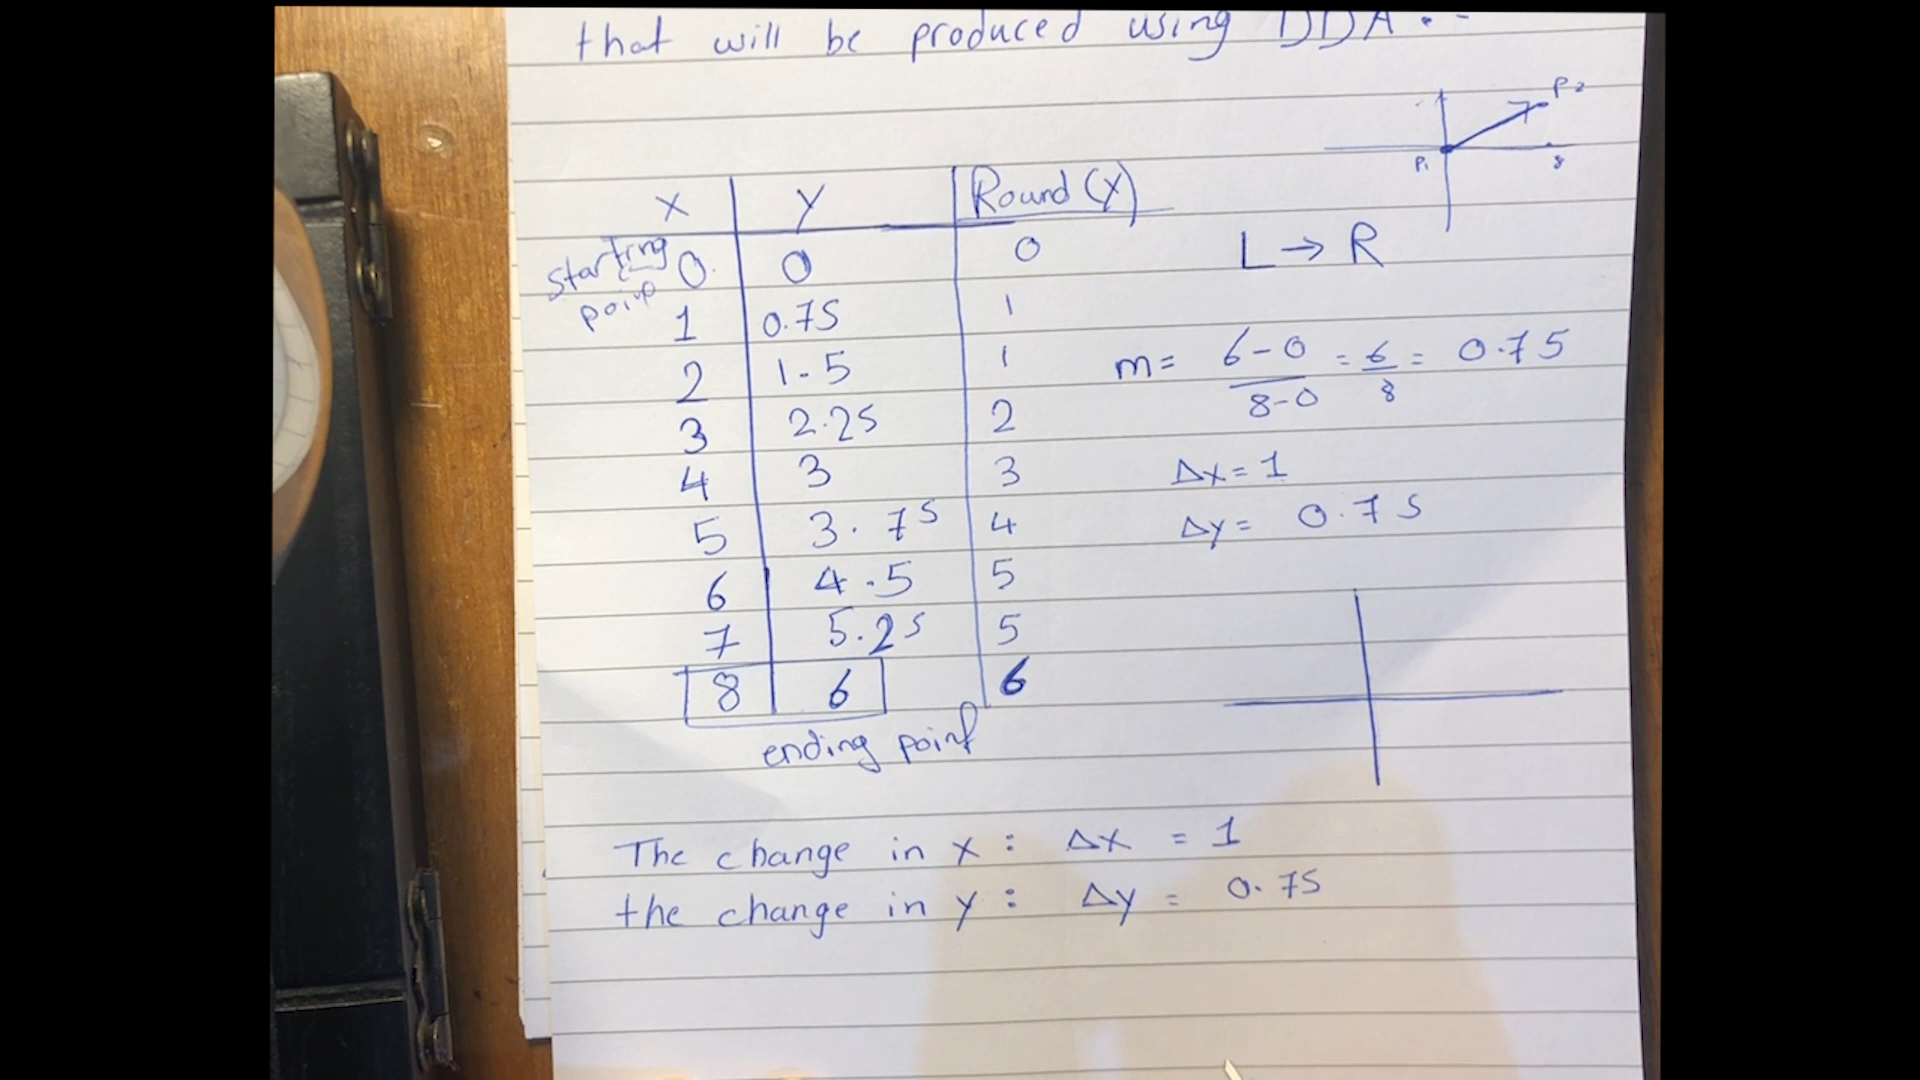 that will be produced using DDA :-
P2
P1 8
X Y Round (Y)
starting point 0 0 0
1 0.75 1
2 1.5 1
3 2.25 2
4 3 3
5 3.75 4
6 4.5 5
7 5.25 5
8 6 6
ending point
L → R
m = 6-0 / 8-0 = 6/8 = 0.75
Δx = 1
Δy = 0.75
The change in x : Δx = 1
the change in y : Δy = 0.75